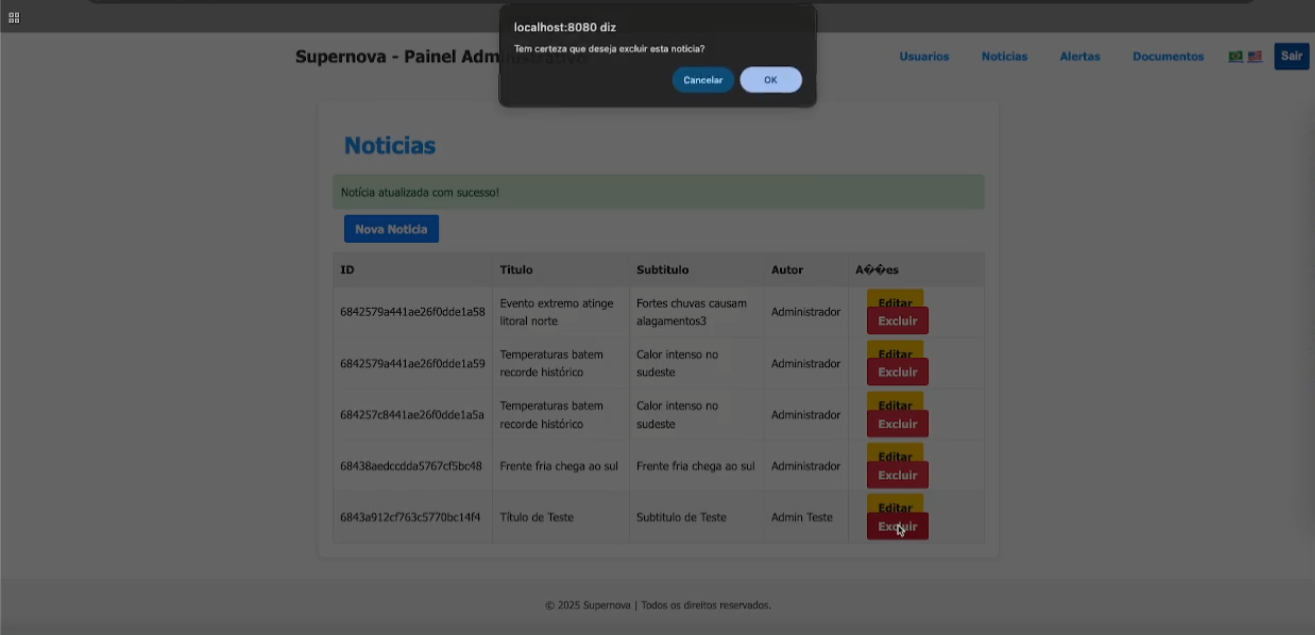 localhost:8080 diz
Tem certeza que deseja excluir esta noticia?
Cancelar
OK
Supernova - Painel Administrativo
Usuarios
Noticias
Alertas
Documentos
Sair
Noticias
Notícia atualizada com sucesso!
Nova Noticia
ID Titulo Subtitulo Autor A��es
6842579a441ae26f0dde1a58 Evento extremo atinge litoral norte Fortes chuvas causam alagamentos3 Administrador Editar Excluir
6842579a441ae26f0dde1a59 Temperaturas batem recorde histórico Calor intenso no sudeste Administrador Editar Excluir
684257c8441ae26f0dde1a5a Temperaturas batem recorde histórico Calor intenso no sudeste Administrador Editar Excluir
68438aedccdda5767cf5bc48 Frente fria chega ao sul Frente fria chega ao sul Administrador Editar Excluir
6843a912cf763c5770bc14f4 Título de Teste Subtitulo de Teste Admin Teste Editar Excluir
© 2025 Supernova | Todos os direitos reservados.